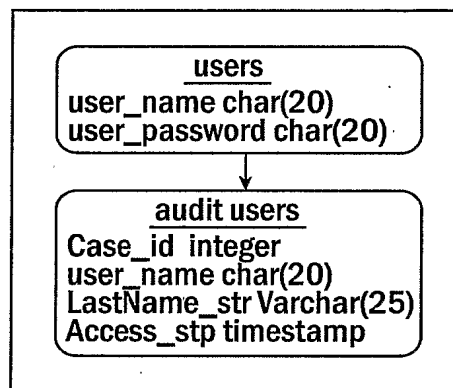 users
user_name char(20)
user_password char(20)
audit users
Case_id integer
user_name char(20)
LastName_str Varchar(25)
Access_stp timestamp